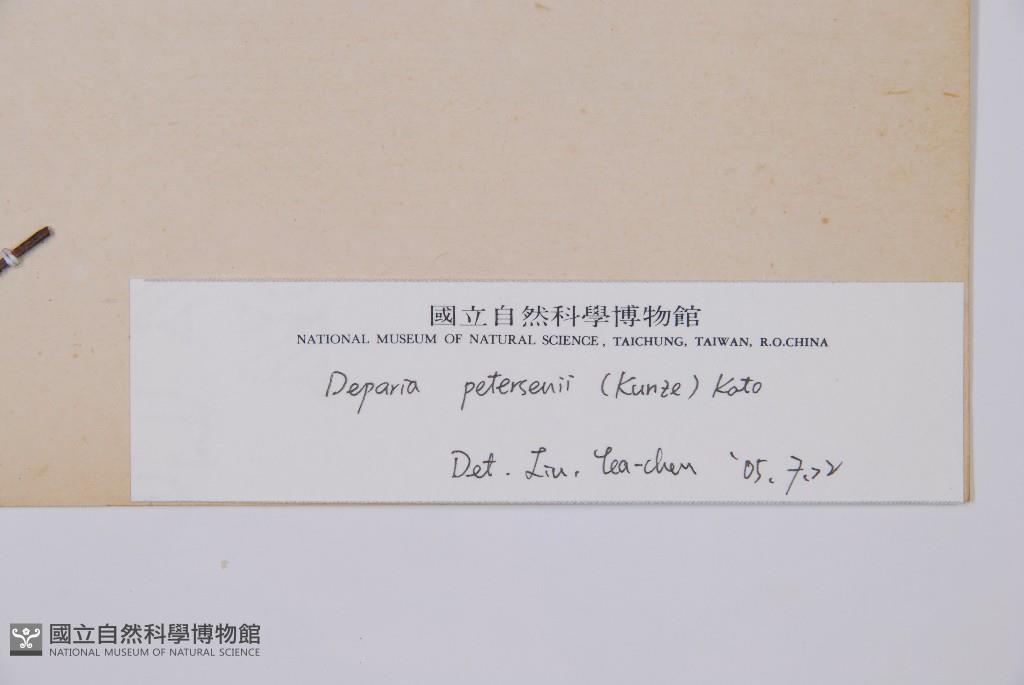 國立自然科學博物館
NATIONAL MUSEUM OF NATURAL SCIENCE, TAICHUNG, TAIWAN, R.O.CHINA
Deparia petersenii (Kunze) Kato
Det. Liu, Yea-chen '05. 7. 22
國立自然科學博物館
NATIONAL MUSEUM OF NATURAL SCIENCE